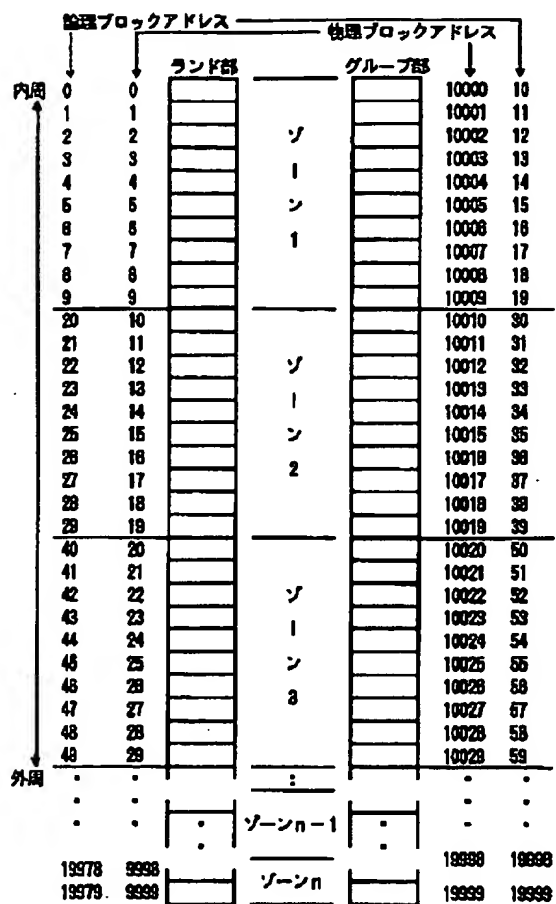 論理ブロックアドレス
物理ブロックアドレス
ランド部 グルーブ部
内周 0 0 10000 10
1 1 10001 11
2 2 ゾ 10002 12
3 3 10003 13
4 4 ー 10004 14
5 5 10005 15
6 6 ン 10006 16
7 7 1 10007 17
8 8 10008 18
9 9 10009 19
20 10 10010 30
21 11 10011 31
22 12 ゾ 10012 32
23 13 10013 33
24 14 ー 10014 34
25 15 ン 10015 35
26 16 10016 36
27 17 2 10017 37
28 18 10018 38
29 19 10019 39
40 20 10020 50
41 21 10021 51
42 22 ゾ 10022 52
43 23 ー 10023 53
44 24 10024 54
45 25 ン 10025 55
46 26 3 10026 56
47 27 10027 57
48 28 10028 58
49 29 10029 59
外周
ゾーンn-1
19978 9998 19998 19998
ゾーンn
19979 9999 19999 19999